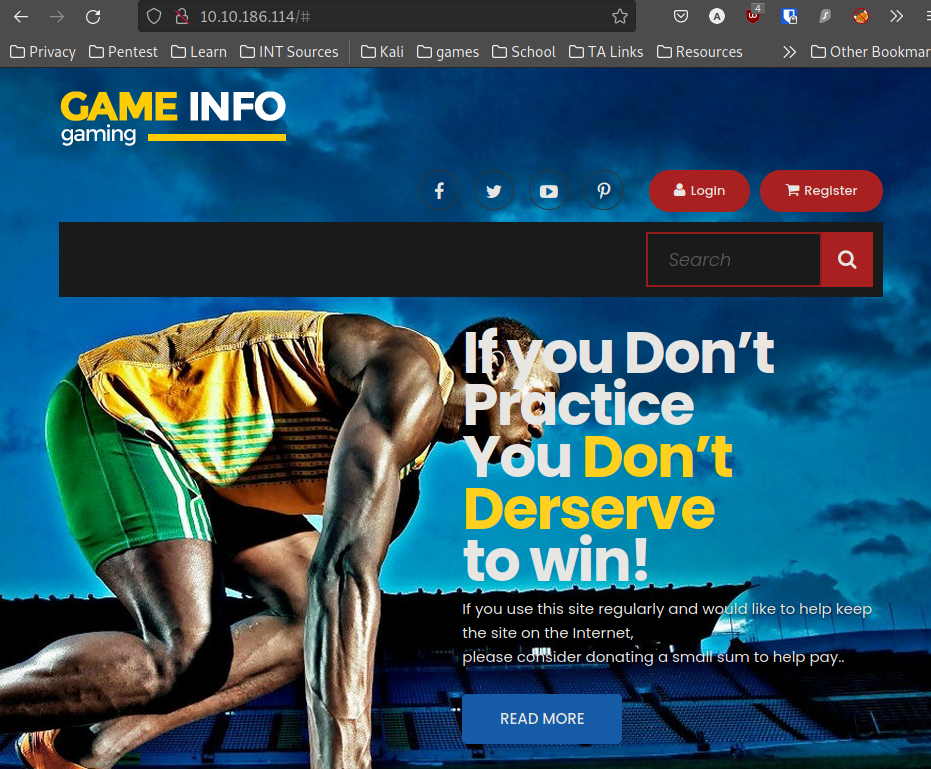 10.10.186.114/#
4
Privacy Pentest Learn INT Sources Kali games School TA Links Resources Other Bookmar
GAME INFO
gaming
Login Register
Search
If you Don't
Practice
You Don't
Derserve
to win!
If you use this site regularly and would like to help keep
the site on the Internet,
please consider donating a small sum to help pay..
READ MORE